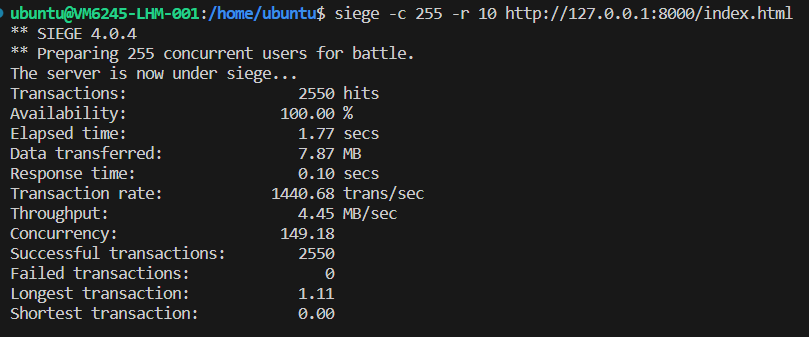 ubuntu@VM6245-LHM-001:/home/ubuntu$ siege -c 255 -r 10 http://127.0.0.1:8000/index.html
** SIEGE 4.0.4
** Preparing 255 concurrent users for battle.
The server is now under siege...
Transactions:                   2550 hits
Availability:                 100.00 %
Elapsed time:                   1.77 secs
Data transferred:               7.87 MB
Response time:                  0.10 secs
Transaction rate:            1440.68 trans/sec
Throughput:                     4.45 MB/sec
Concurrency:                  149.18
Successful transactions:        2550
Failed transactions:               0
Longest transaction:            1.11
Shortest transaction:           0.00